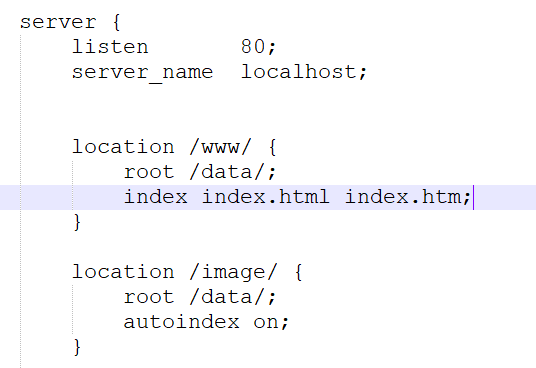 server {
    listen       80;
    server_name  localhost;
    location /www/ {
        root /data/;
        index index.html index.htm;
    }
    location /image/ {
        root /data/;
        autoindex on;
    }